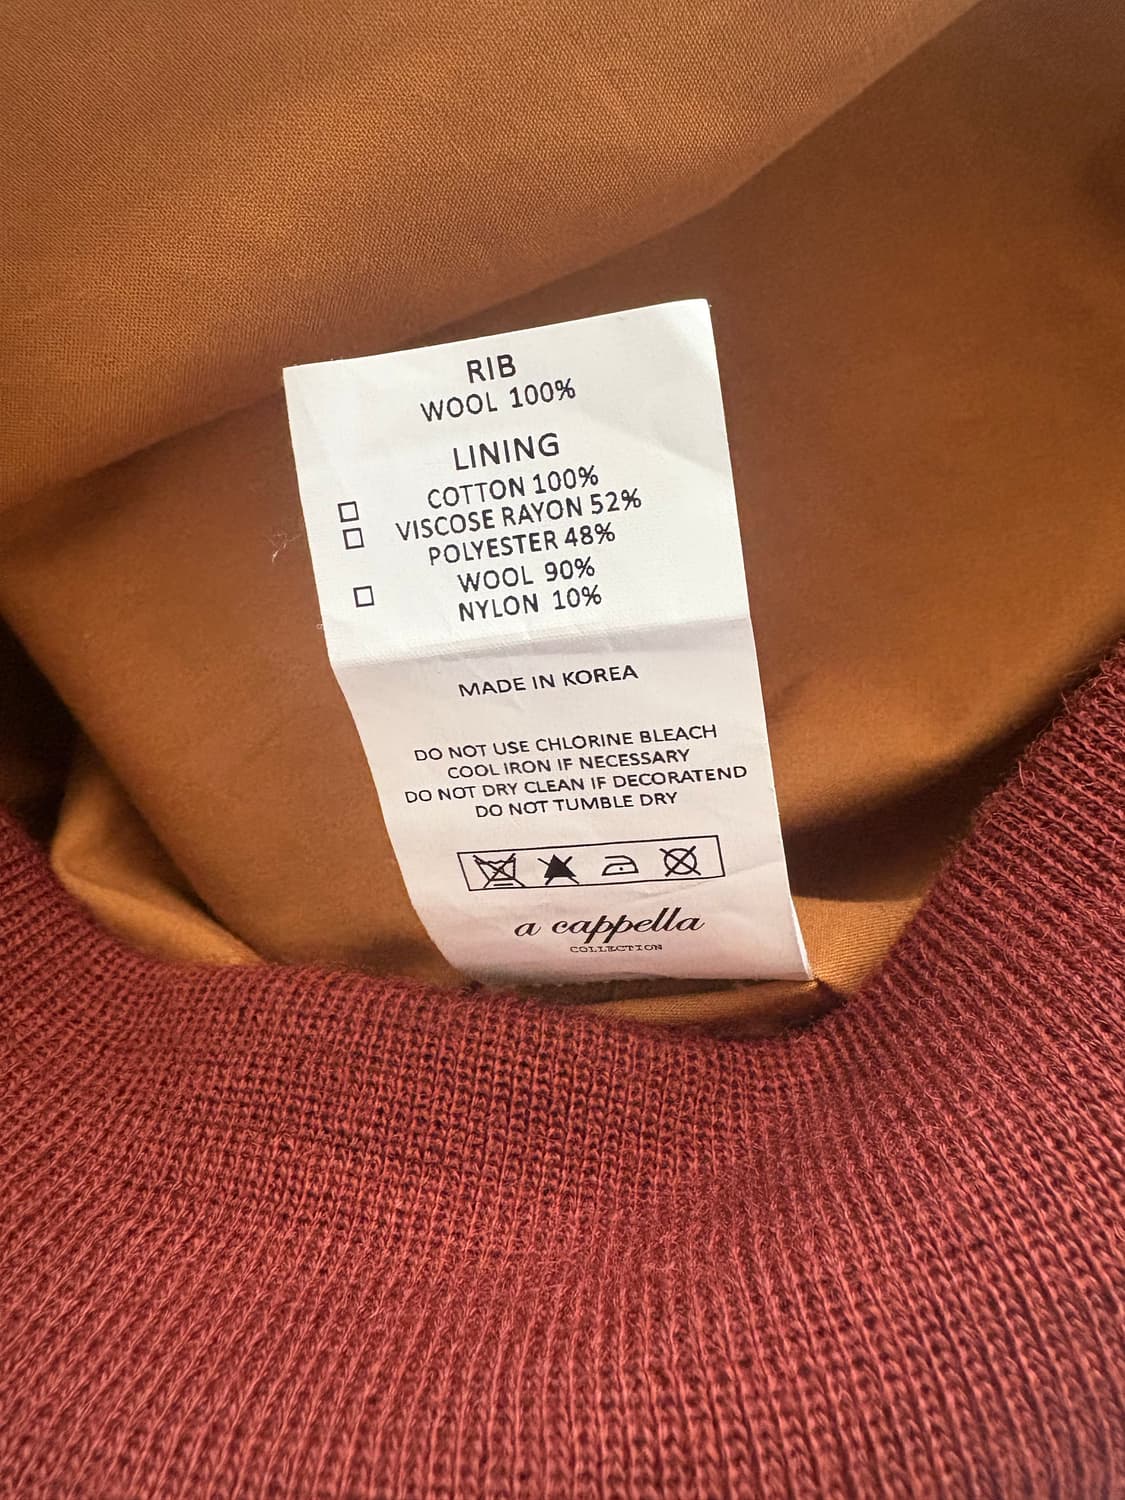 RIB
WOOL 100%
LINING
COTTON 100%
VISCOSE RAYON 52%
POLYESTER 48%
WOOL 90%
NYLON 10%
MADE IN KOREA
DO NOT USE CHLORINE BLEACH
COOL IRON IF NECESSARY
DO NOT DRY CLEAN IF DECORATEND
DO NOT TUMBLE DRY
a cappella
COLLECTION